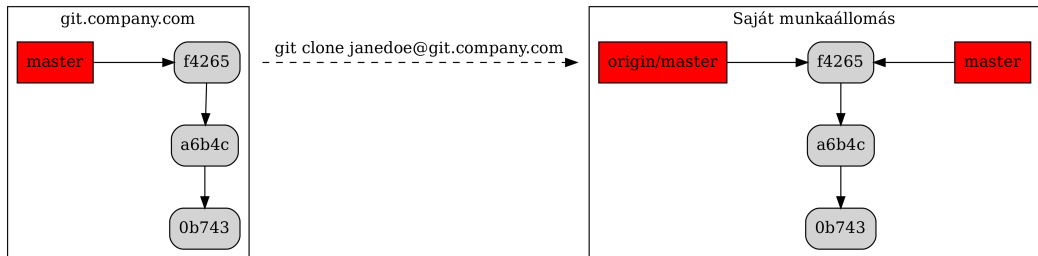 git.company.com
master
f4265
a6b4c
0b743
git clone janedoe@git.company.com
Saját munkaállomás
origin/master
f4265
master
a6b4c
0b743